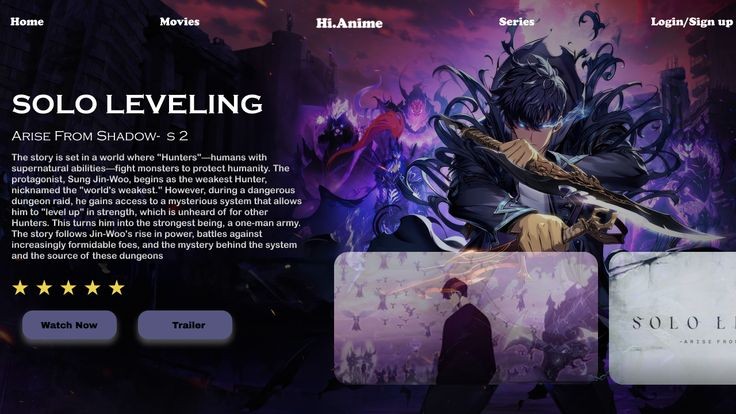 Home
Movies
Hi.Anime
Series
Login/Sign up
SOLO LEVELING
ARISE FROM SHADOW- S 2
The story is set in a world where "Hunters"—humans with
supernatural abilities—fight monsters to protect humanity. The
protagonist, Sung Jin-Woo, begins as the weakest Hunter,
nicknamed the "world's weakest." However, during a dangerous
dungeon raid, he gains access to a mysterious system that allows
him to "level up" in strength, which is unheard of for other
Hunters. This turns him into the strongest being, a one-man army.
The story follows Jin-Woo's rise in power, battles against
increasingly formidable foes, and the mystery behind the system
and the source of these dungeons
Watch Now
Trailer
SOLO LE
-ARISE FROM